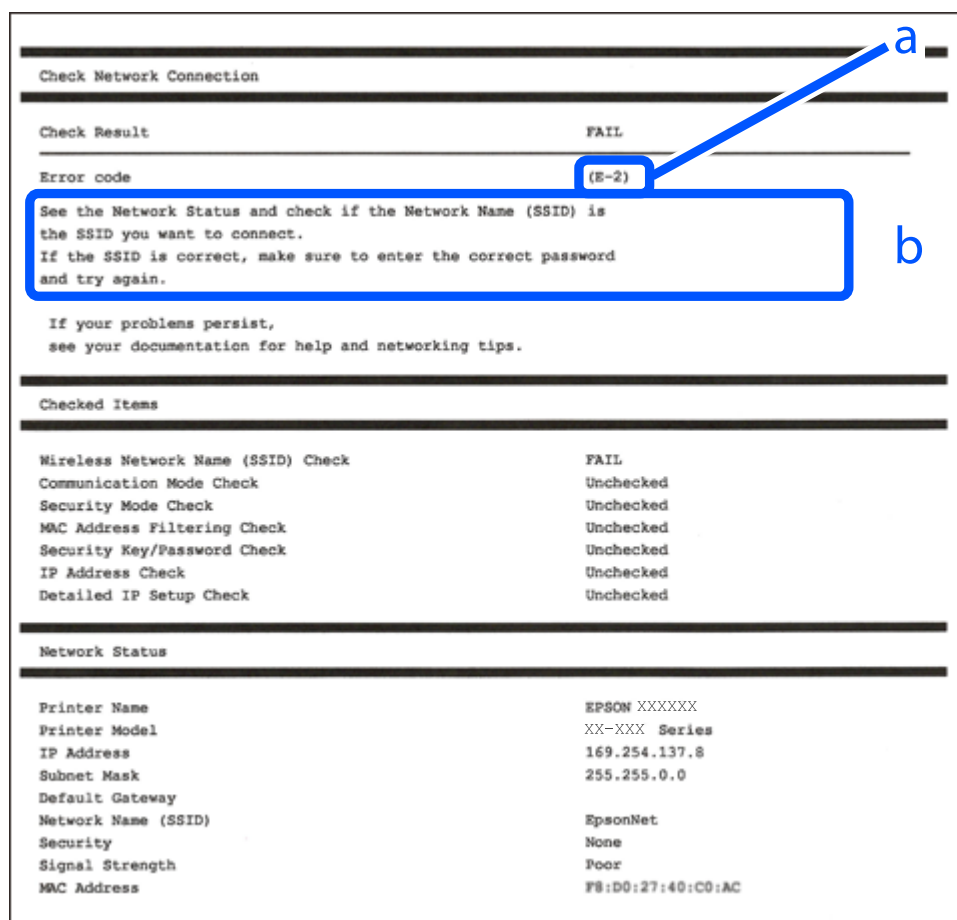 a
Check Network Connection
Check Result FAIL
Error code (E-2)
See the Network Status and check if the Network Name (SSID) is
the SSID you want to connect.
If the SSID is correct, make sure to enter the correct password
and try again.
b
If your problems persist,
see your documentation for help and networking tips.
Checked Items
Wireless Network Name (SSID) Check FAIL
Communication Mode Check Unchecked
Security Mode Check Unchecked
MAC Address Filtering Check Unchecked
Security Key/Password Check Unchecked
IP Address Check Unchecked
Detailed IP Setup Check Unchecked
Network Status
Printer Name EPSON XXXXXX
Printer Model XX-XXX Series
IP Address 169.254.137.8
Subnet Mask 255.255.0.0
Default Gateway
Network Name (SSID) EpsonNet
Security None
Signal Strength Poor
MAC Address F8:D0:27:40:C0:AC